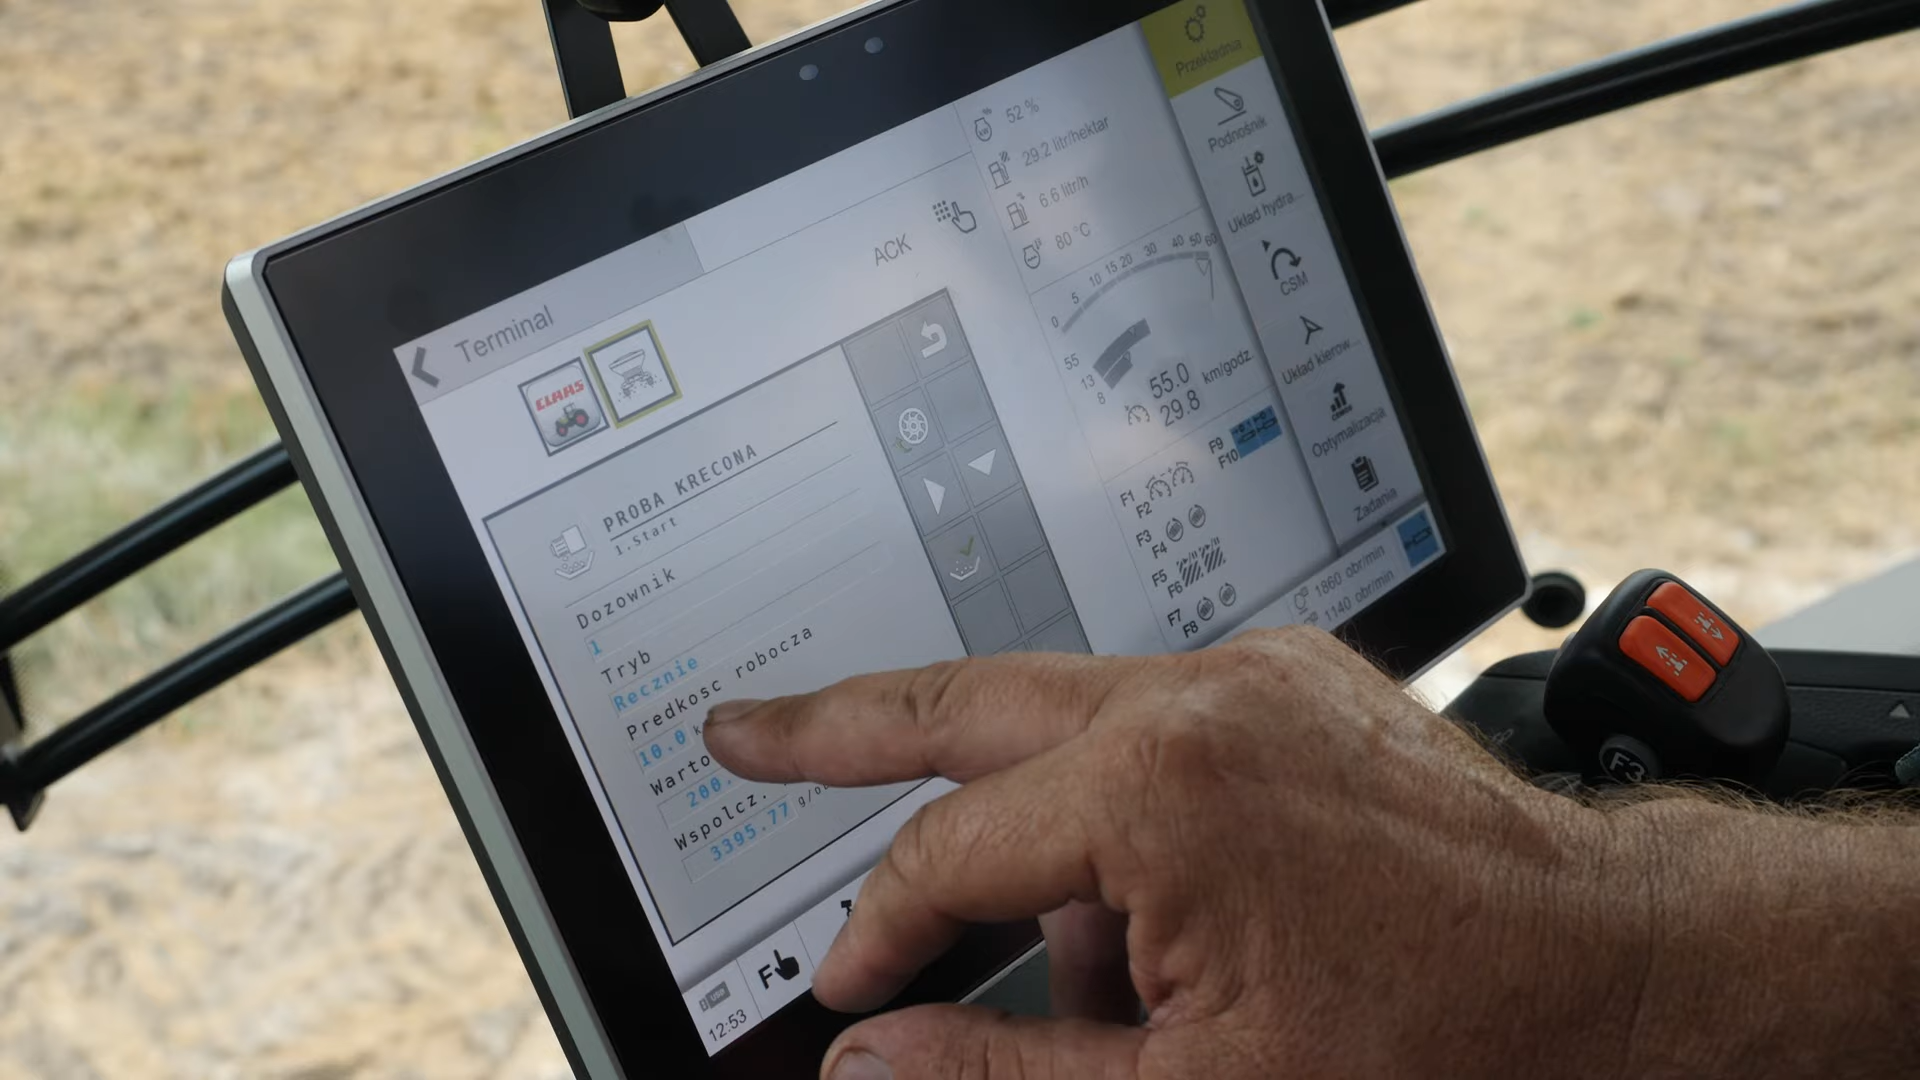 Terminal
ACK
CLAAS
PROBA KRECONA
1.Start
Dozownik
1
Tryb
Recznie
Predkosc robocza
10.0
200.
Wspolcz.
3395.77
52 %
29.2 litr/hektar
6.6 litr/h
80 °C
0 5 10 15 20 30 40 50 60
55
13
8
55.0 km/godz.
29.8
F9
F10
F1
F2
F3
F4
F5
F6
F7
F8
1860 obr/min
1140 obr/min
Przekładnia
Podnośnik
Układ hydra...
CSM
Układ kierow...
Optymalizacja
CEMOS
Zadania
USB
12:53
F
F3